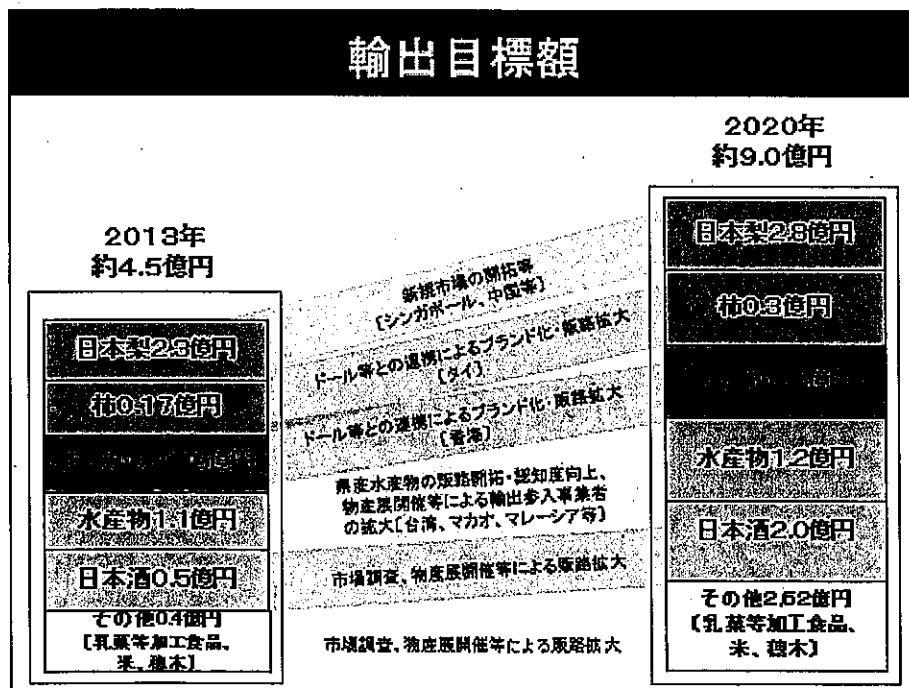 輸出目標額
2020年
約9.0億円
2013年
約4.5億円
日本梨2.3億円
柿0.17億円
水産物1.1億円
日本酒0.5億円
その他0.4億円
【乳菓等加工食品、
米、穂木】
新規市場の開拓等
【シンガポール、中国等】
ドール等との連携によるブランド化・販路拡大
【タイ】
ドール等との連携によるブランド化・販路拡大
【香港】
県産水産物の販路開拓・認知度向上、
物産展開催等による輸出参入事業者
の拡大【台湾、マカオ、マレーシア等】
市場調査、物産展開催等による販路拡大
市場調査、物産展開催等による販路拡大
日本梨2.8億円
柿0.3億円
水産物1.2億円
日本酒2.0億円
その他2.52億円
【乳菓等加工食品、
米、穂木】